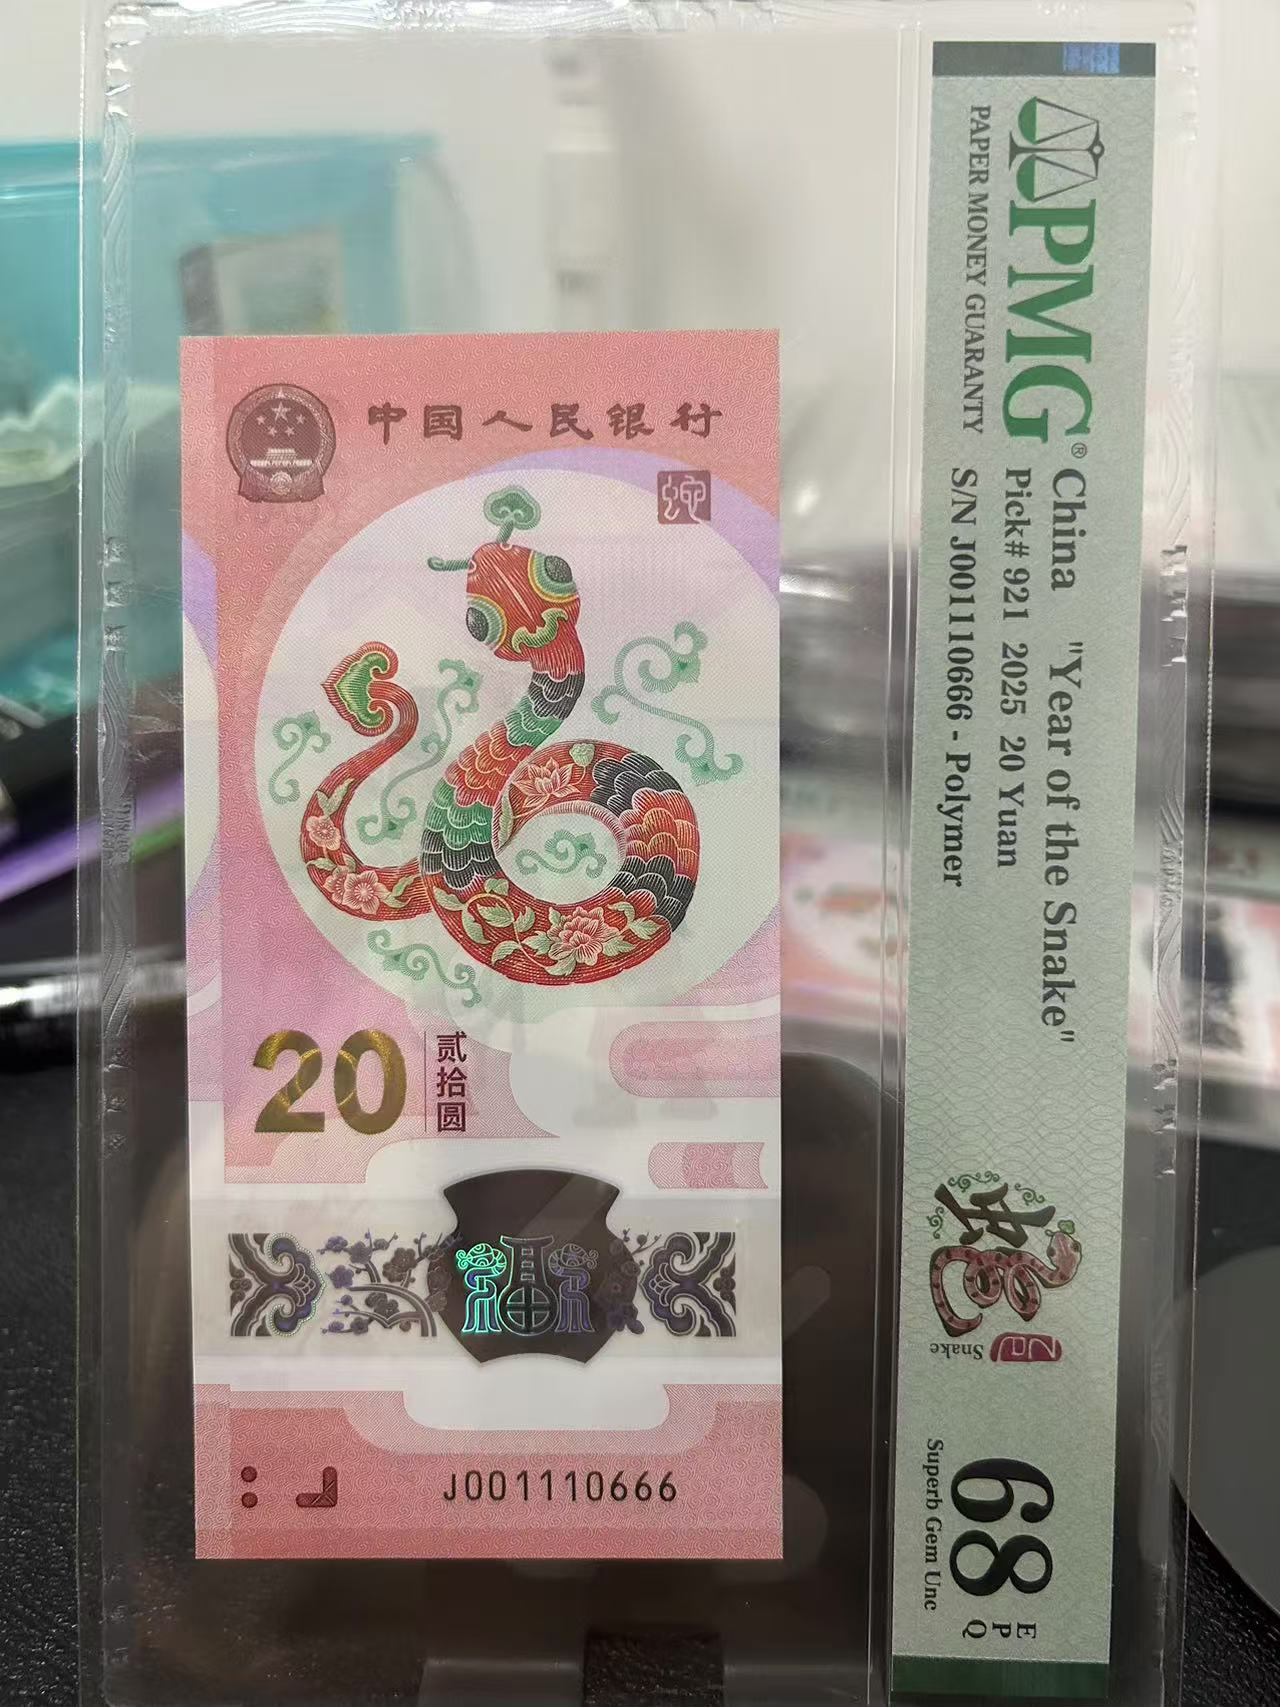 中国人民银行
蛇
20 贰拾圆
J001110666
PMG®
PAPER MONEY GUARANTY
China "Year of the Snake"
Pick# 921 2025 20 Yuan
S/N J001110666 - Polymer
蛇
Snake
68 EPQ
Superb Gem Unc